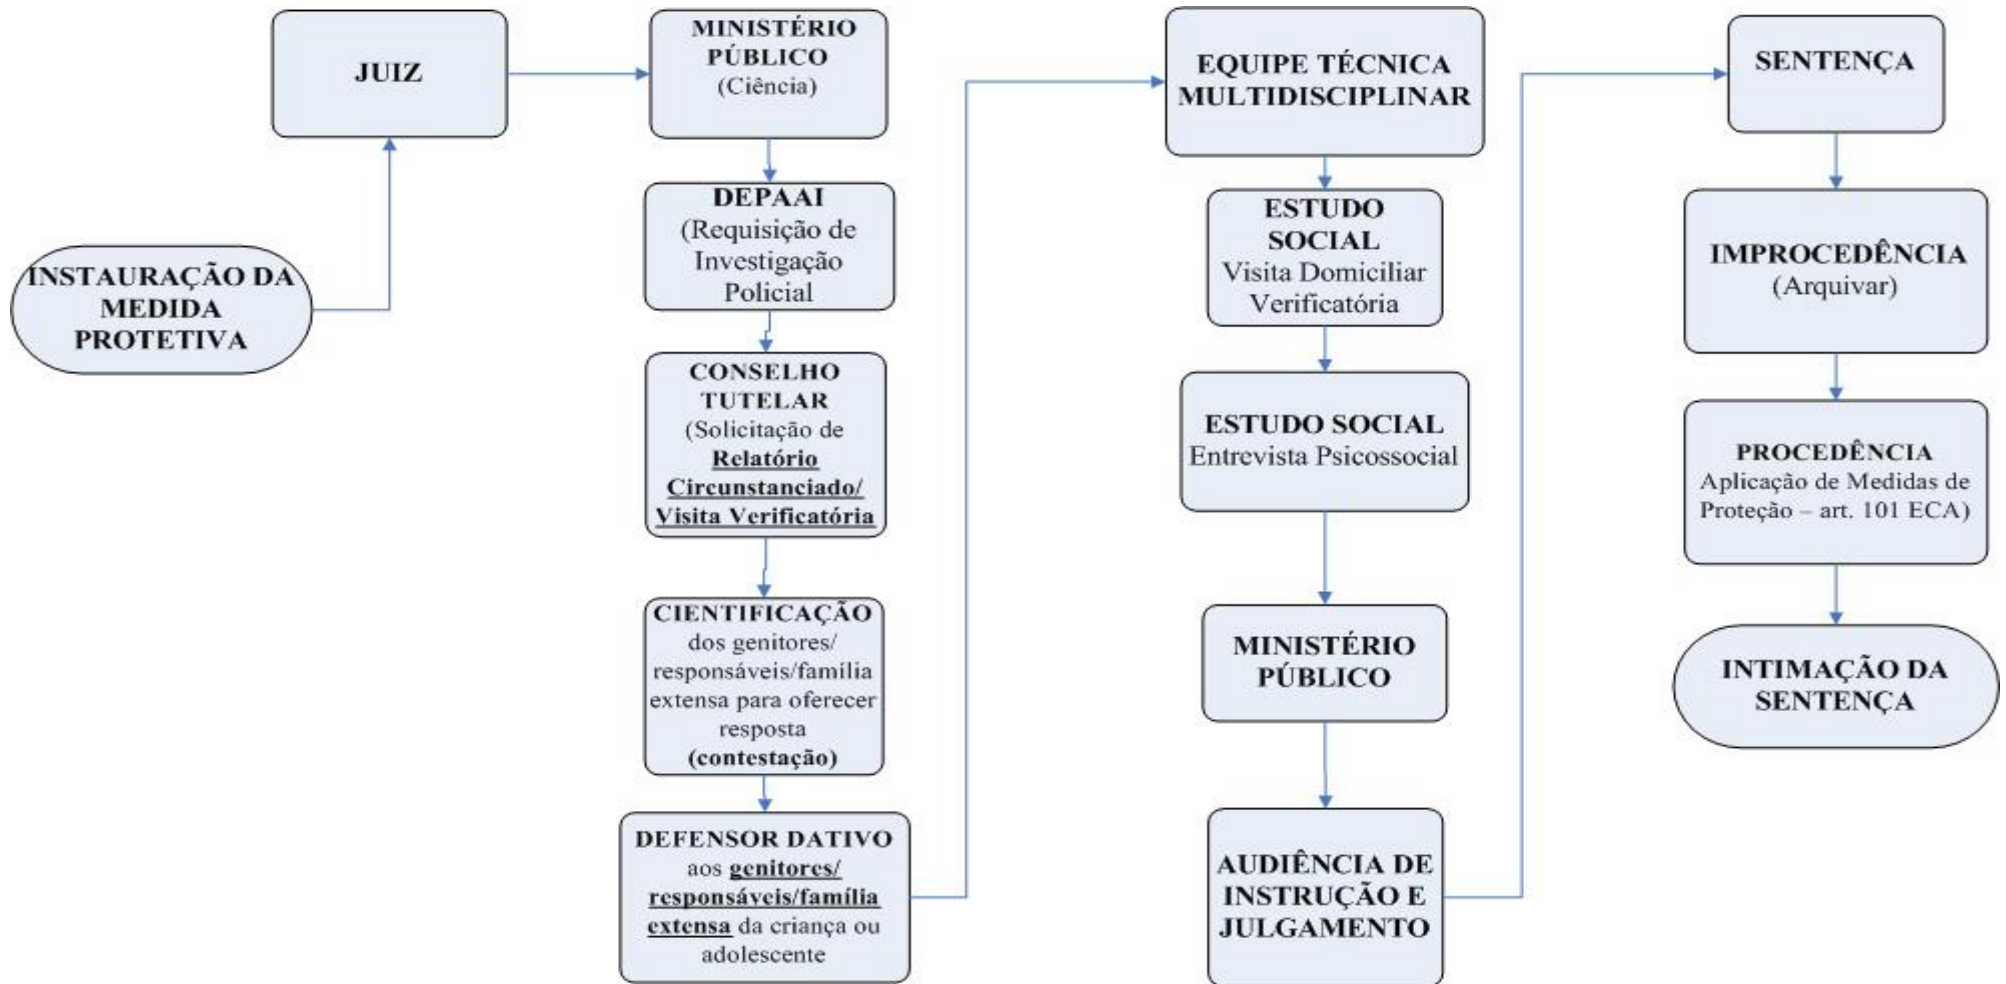 INSTAURAÇÃO DA
MEDIDA
PROTETIVA
JUIZ
MINISTÉRIO
PÚBLICO
(Ciência)
DEPAAI
(Requisição de
Investigação
Policial
CONSELHO
TUTELAR
(Solicitação de
Relatório
Circunstanciado/
Visita Verificatória
CIENTIFICAÇÃO
dos genitores/
responsáveis/família
extensa para oferecer
resposta
(contestação)
DEFENSOR DATIVO
aos genitores/
responsáveis/família
extensa da criança ou
adolescente
EQUIPE TÉCNICA
MULTIDISCIPLINAR
ESTUDO
SOCIAL
Visita Domiciliar
Verificatória
ESTUDO SOCIAL
Entrevista Psicossocial
MINISTÉRIO
PÚBLICO
AUDIÊNCIA DE
INSTRUÇÃO E
JULGAMENTO
SENTENÇA
IMPROCEDÊNCIA
(Arquivar)
PROCEDÊNCIA
Aplicação de Medidas de
Proteção – art. 101 ECA)
INTIMAÇÃO DA
SENTENÇA